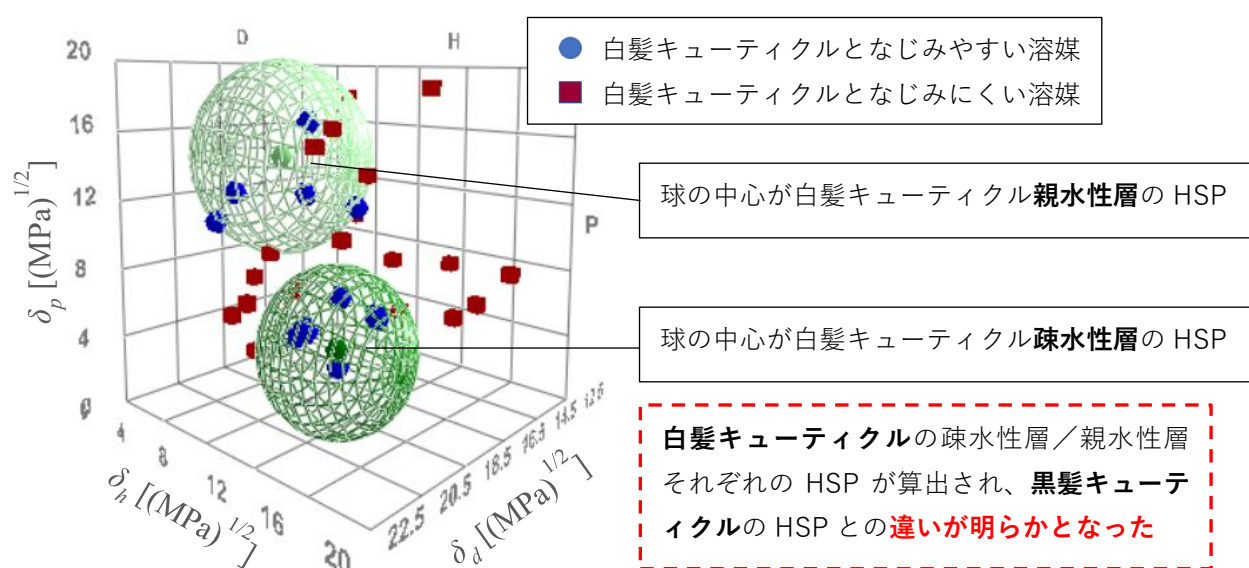 D
H
P
20
16
12
8
4
δp [(MPa)1/2]
4
8
12
16
20
δh [(MPa)1/2]
22.5
20.5
18.5
16.5
14.5
δd [(MPa)1/2]
白髪キューティクルとなじみやすい溶媒
白髪キューティクルとなじみにくい溶媒
球の中心が白髪キューティクル親水性層の HSP
球の中心が白髪キューティクル疎水性層の HSP
白髪キューティクルの疎水性層／親水性層
それぞれの HSP が算出され、黒髪キューテ
ィクルの HSP との違いが明らかとなった